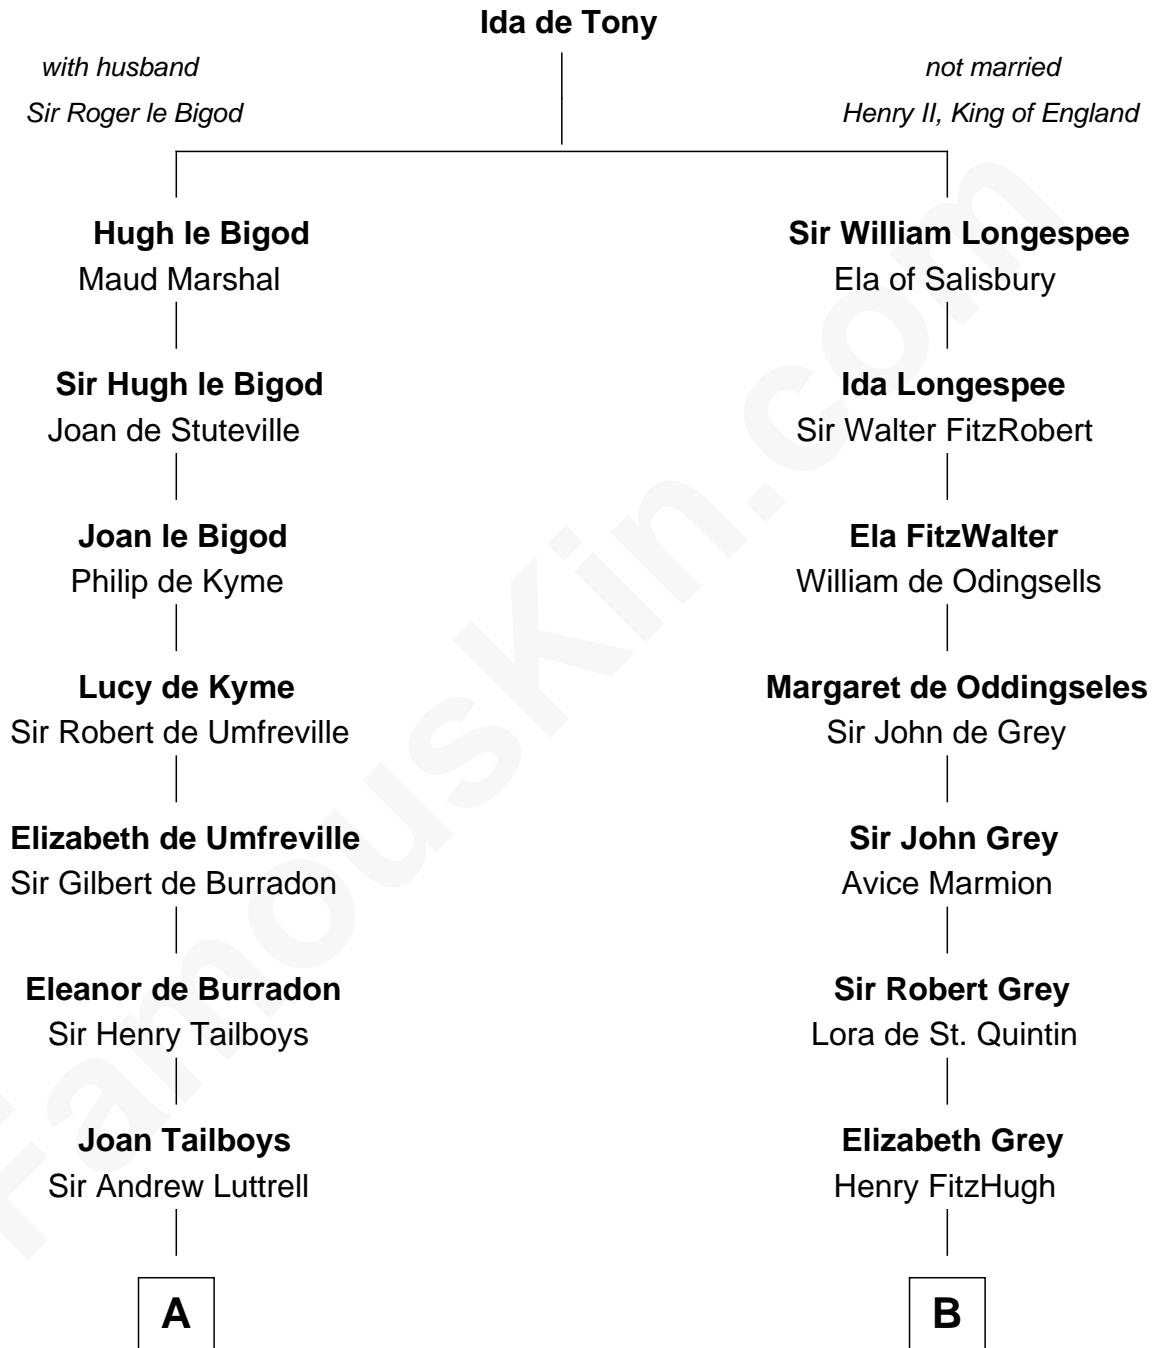 Ida de Tony
with husband
Sir Roger le Bigod
not married
Henry II, King of England
Hugh le Bigod
Maud Marshal
Sir William Longespee
Ela of Salisbury
Sir Hugh le Bigod
Joan de Stuteville
Ida Longespee
Sir Walter FitzRobert
Joan le Bigod
Philip de Kyme
Ela FitzWalter
William de Odingsells
Lucy de Kyme
Sir Robert de Umfreville
Margaret de Oddingseles
Sir John de Grey
Elizabeth de Umfreville
Sir Gilbert de Burradon
Sir John Grey
Avice Marmion
Eleanor de Burradon
Sir Henry Tailboys
Sir Robert Grey
Lora de St. Quintin
Joan Tailboys
Sir Andrew Luttrell
Elizabeth Grey
Henry FitzHugh
A
B
FamousKin.com